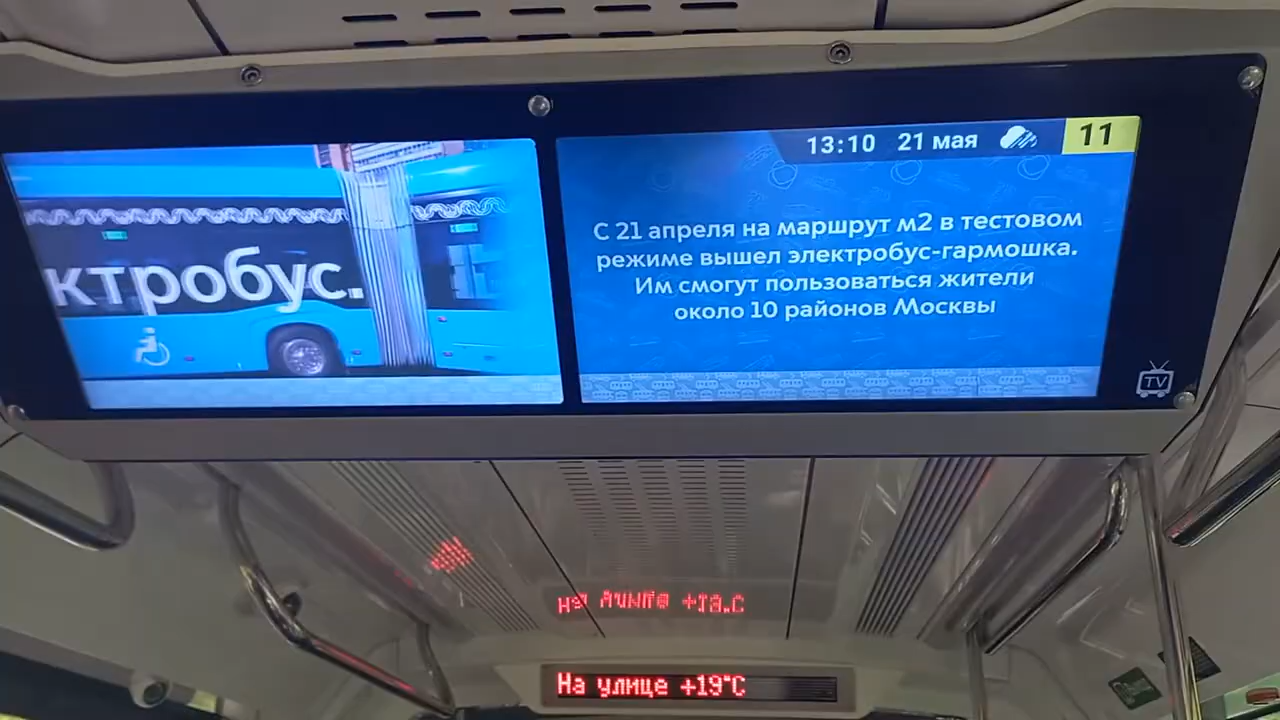 13:10 21 мая 11
ктробус.
С 21 апреля на маршрут м2 в тестовом
режиме вышел электробус-гармошка.
Им смогут пользоваться жители
около 10 районов Москвы
TV
На улице +19°C